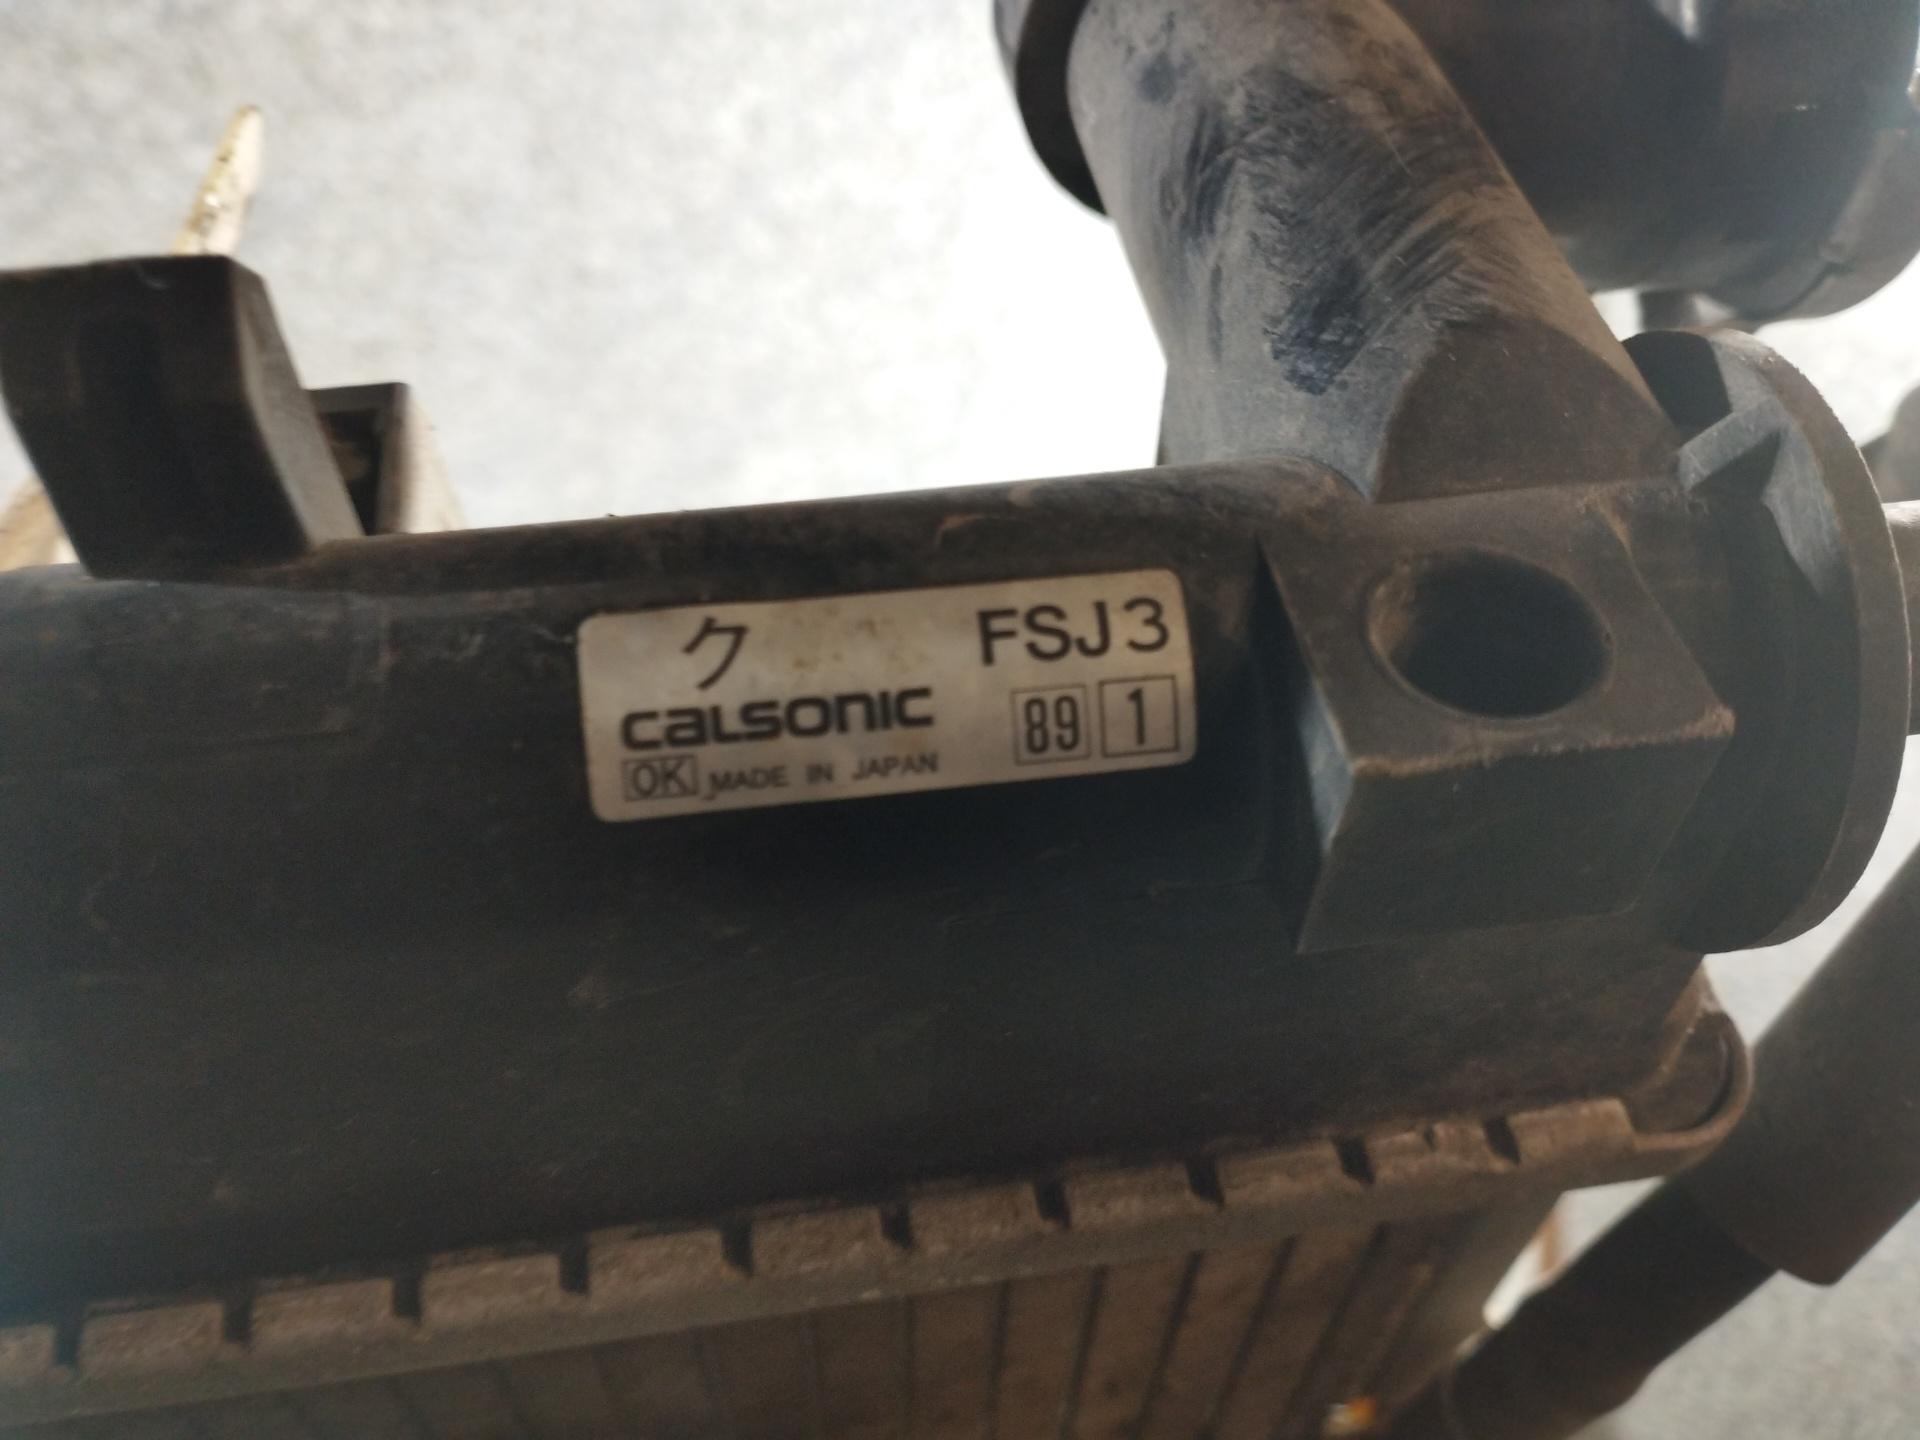 ク FSJ3
CALSONIC 89 1
OK MADE IN JAPAN